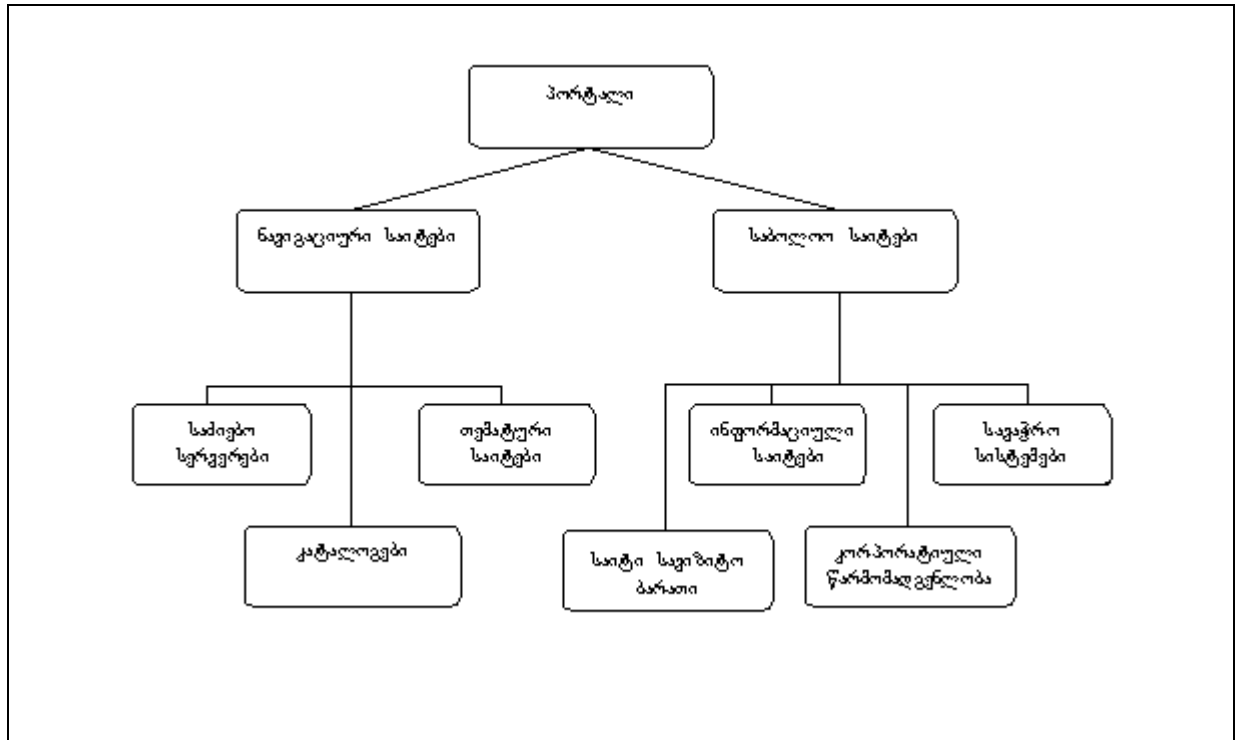 პორტალი
ნავიგაციური საიტები
საბოლოო საიტები
საძიებო
სერვერები
თემატური
საიტები
ინფორმაციული
საიტები
სავაჭრო
სისტემები
კატალოგები
საიტი სავიზიტო
ბარათი
კორპორატიული
წარმომადგენლობა